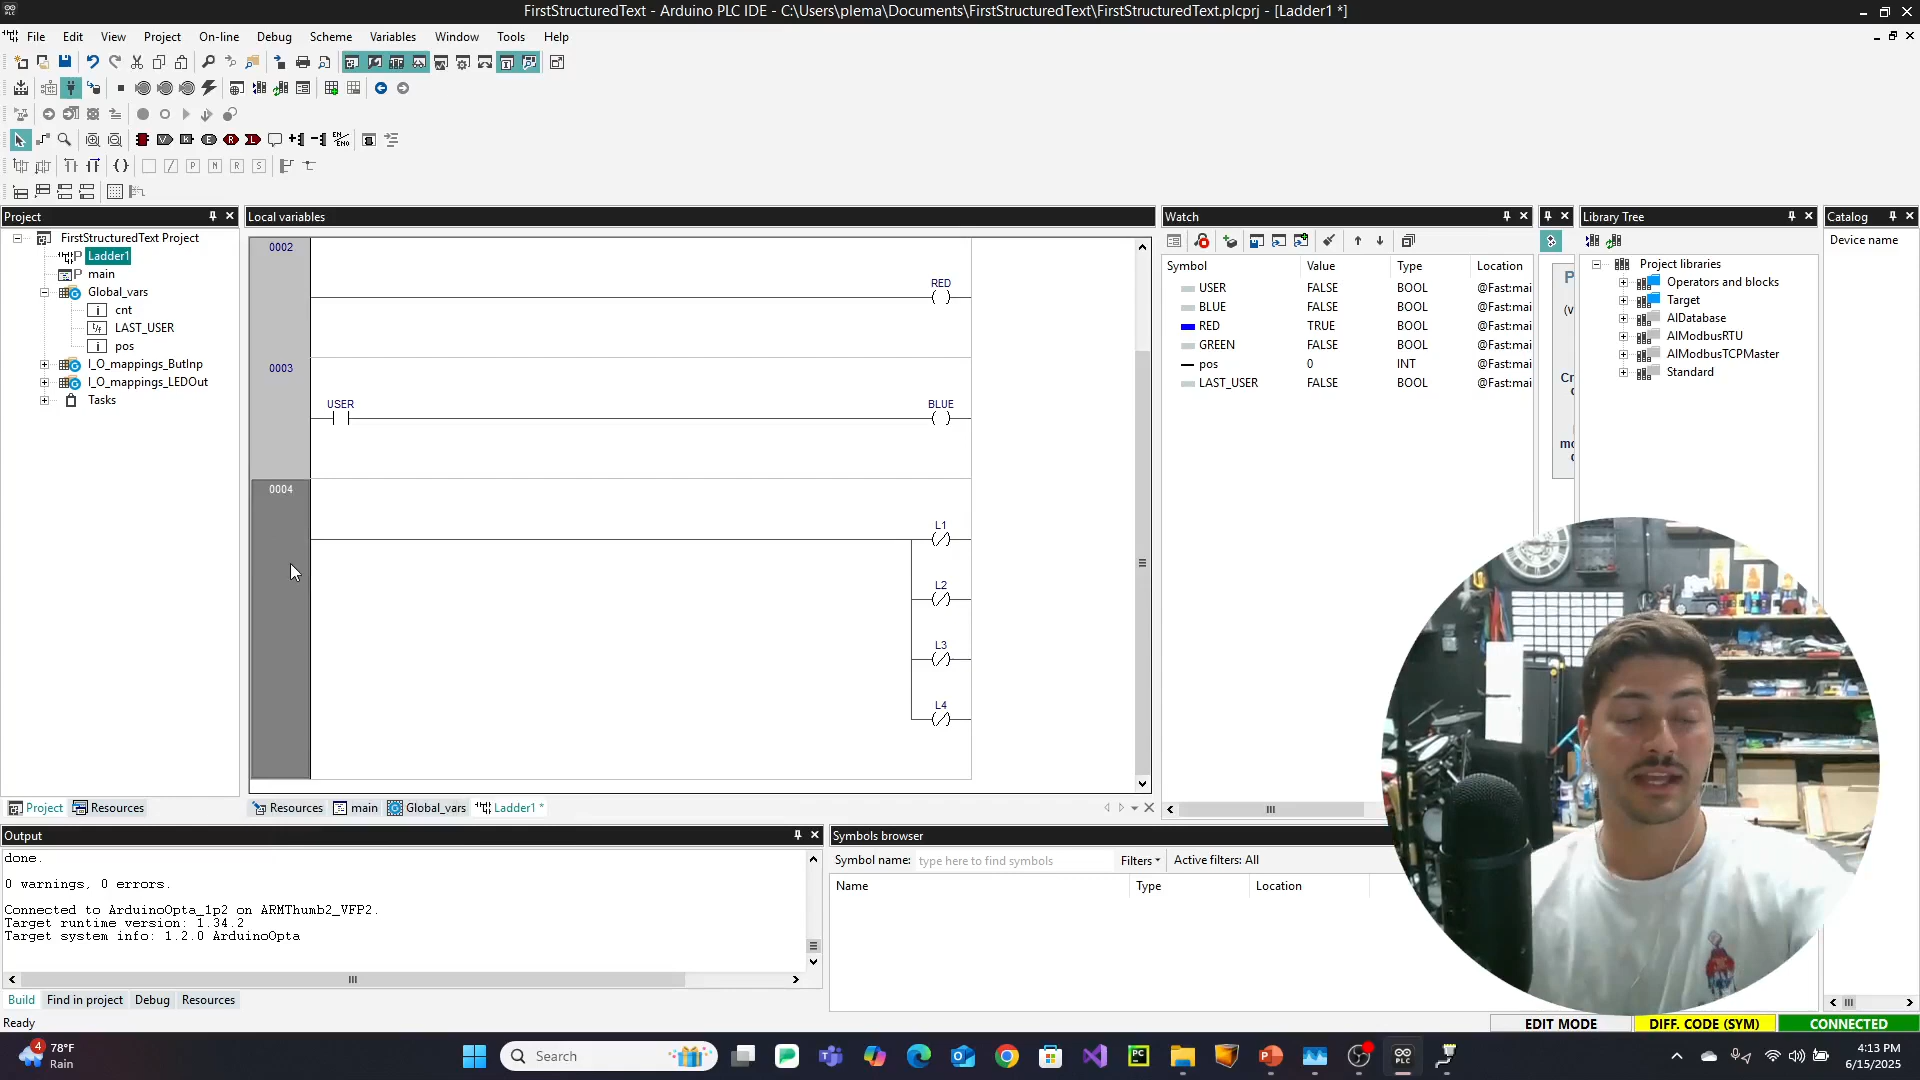 FirstStructuredText - Arduino PLC IDE - C:\Users\plema\Documents\FirstStructuredText\FirstStructuredText.plcprj - [Ladder1 *]
File Edit View Project On-line Debug Scheme Variables Window Tools Help
Project
FirstStructuredText Project
Ladder1
main
Global_vars
cnt
LAST_USER
pos
I_O_mappings_ButInp
I_O_mappings_LEDOut
Tasks
Project Resources
Local variables
0002
RED
0003
USER
BLUE
0004
L1
L2
L3
L4
Resources main Global_vars Ladder1 *
Watch
Symbol Value Type Location
USER FALSE BOOL @Fast:mai
BLUE FALSE BOOL @Fast:mai
RED TRUE BOOL @Fast:mai
GREEN FALSE BOOL @Fast:mai
pos 0 INT @Fast:mai
LAST_USER FALSE BOOL @Fast:mai
P
(v
Cr
mo
Library Tree
Project libraries
Operators and blocks
Target
AlDatabase
AlModbusRTU
AlModbusTCPMaster
Standard
Catalog
Device name
Output
done.
0 warnings, 0 errors.
Connected to ArduinoOpta_1p2 on ARMThumb2_VFP2.
Target runtime version: 1.34.2
Target system info: 1.2.0 ArduinoOpta
Build Find in project Debug Resources
Symbols browser
Symbol name: type here to find symbols Filters Active filters: All
Name Type Location
Ready
EDIT MODE DIFF. CODE (SYM) CONNECTED
4
78°F
Rain
Search
4:13 PM
6/15/2025